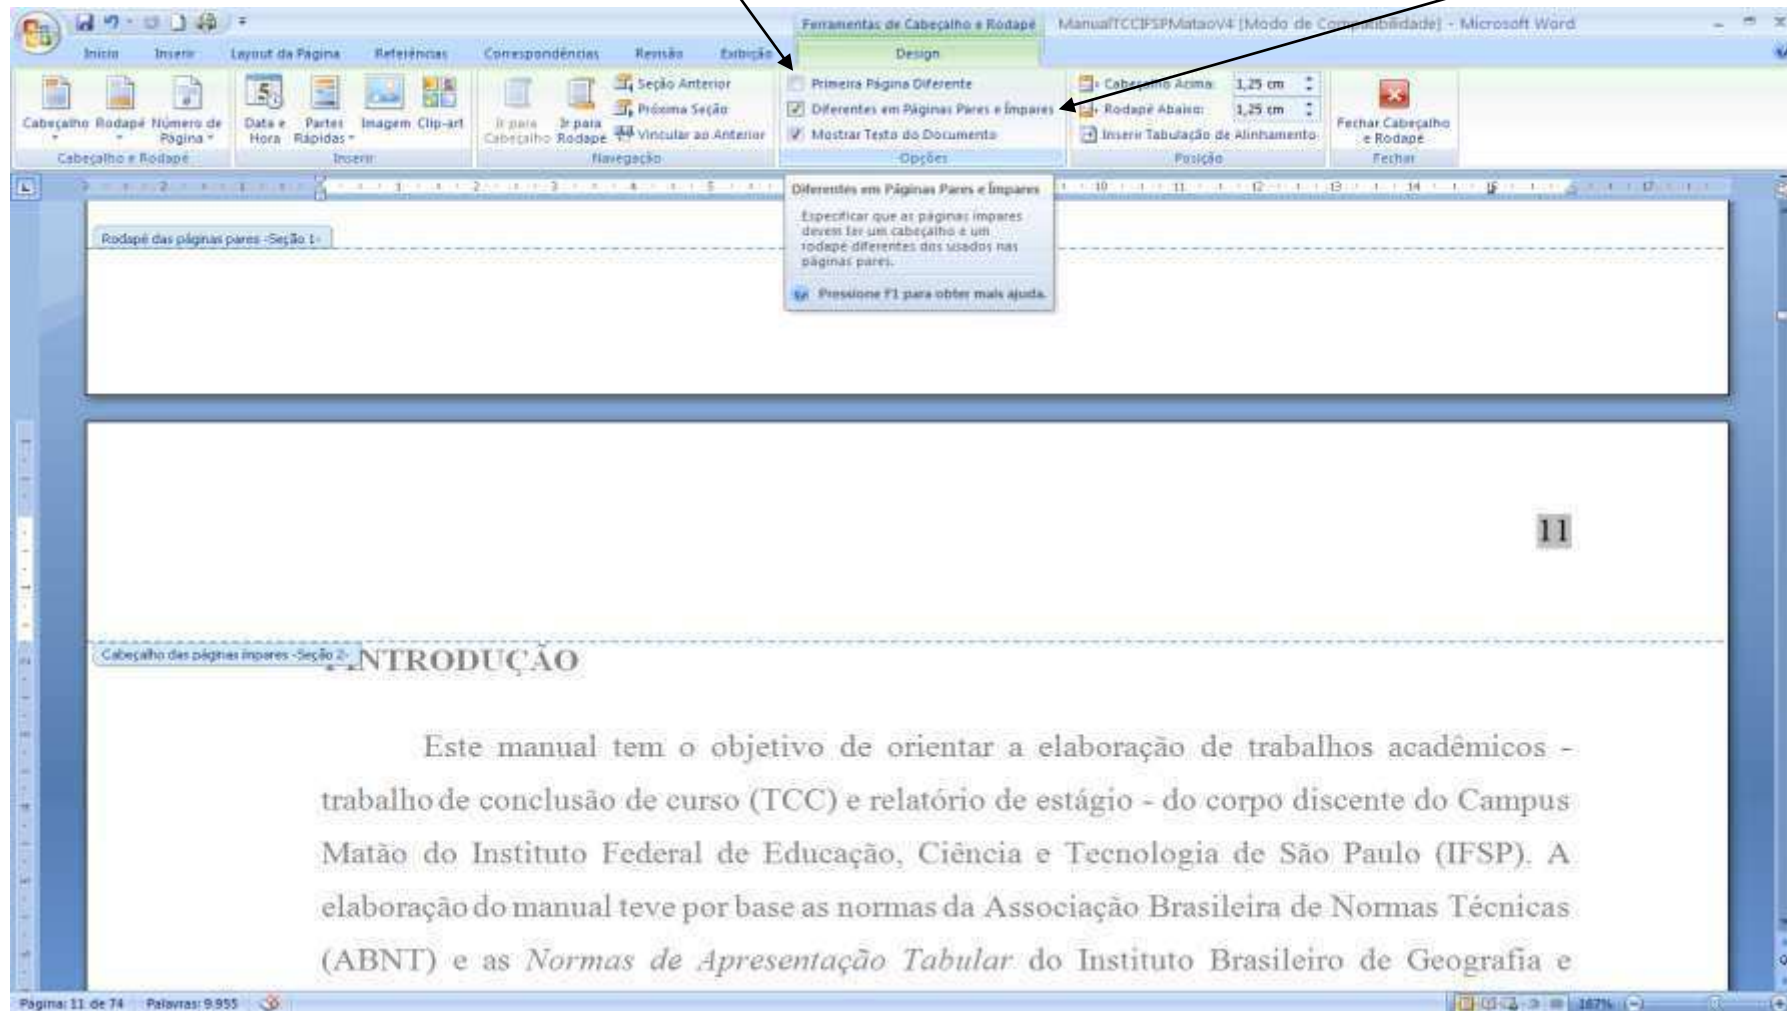 Ferramentas de Cabeçalho e Rodapé
ManualTCCIFSPMataoV4 [Modo de Compatibilidade] - Microsoft Word
Início Inserir Layout da Página Referências Correspondências Revisão Exibição Design
Cabeçalho Rodapé Número de Página
Cabeçalho e Rodapé
Data e Hora Partes Rápidas Imagem Clip-art
Inserir
Ir para Cabeçalho Ir para Rodapé
Seção Anterior
Próxima Seção
Vincular ao Anterior
Navegação
Primeira Página Diferente
Diferentes em Páginas Pares e Ímpares
Mostrar Texto do Documento
Opções
Cabeçalho Acima: 1,25 cm
Rodapé Abaixo: 1,25 cm
Inserir Tabulação de Alinhamento
Posição
Fechar Cabeçalho e Rodapé
Fechar
Diferentes em Páginas Pares e Ímpares
Especificar que as páginas ímpares
devem ter um cabeçalho e um
rodapé diferentes dos usados nas
páginas pares.
Pressione F1 para obter mais ajuda.
Rodapé das páginas pares -Seção 1-
11
Cabeçalho das páginas ímpares -Seção 2-
NTRODUÇÃO
Este manual tem o objetivo de orientar a elaboração de trabalhos acadêmicos -
trabalho de conclusão de curso (TCC) e relatório de estágio - do corpo discente do Campus
Matão do Instituto Federal de Educação, Ciência e Tecnologia de São Paulo (IFSP). A
elaboração do manual teve por base as normas da Associação Brasileira de Normas Técnicas
(ABNT) e as Normas de Apresentação Tabular do Instituto Brasileiro de Geografia e
Página: 11 de 74 Palavras: 9.955 167%